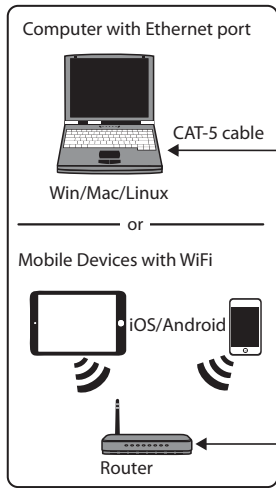 Computer with Ethernet port
CAT-5 cable
Win/Mac/Linux
or
Mobile Devices with WiFi
iOS/Android
Router